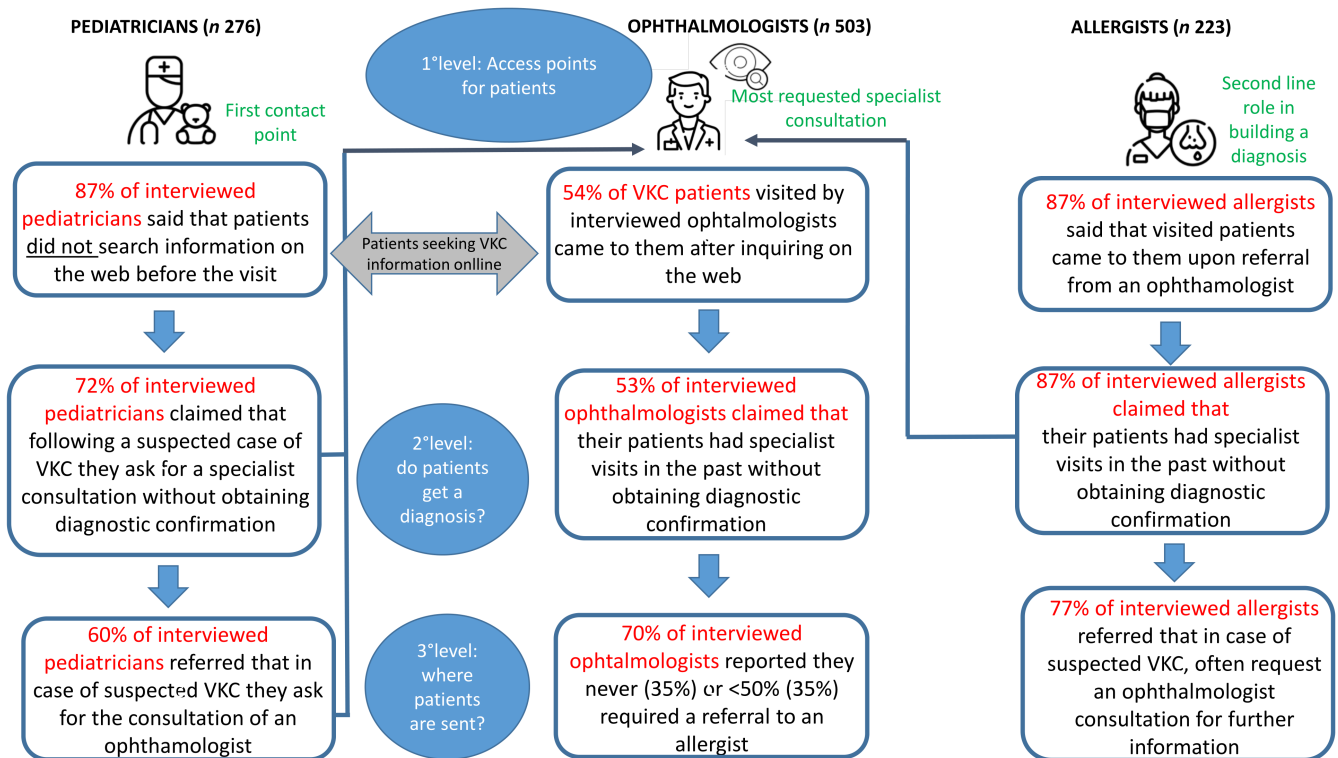 PEDIATRICIANS (n 276)
First contact
point
87% of interviewed
pediatricians said that patients
did not search information on
the web before the visit
72% of interviewed
pediatricians claimed that
following a suspected case of
VKC they ask for a specialist
consultation without obtaining
diagnostic confirmation
60% of interviewed
pediatricians referred that in
case of suspected VKC they ask
for the consultation of an
ophthamologist
1°level: Access points
for patients
Patients seeking VKC
information onlline
2°level:
do patients
get a
diagnosis?
3°level:
where
patients
are sent?
OPHTHALMOLOGISTS (n 503)
Most requested specialist
consultation
54% of VKC patients visited by
interviewed ophtalmologists
came to them after inquiring on
the web
53% of interviewed
ophthalmologists claimed that
their patients had specialist
visits in the past without
obtaining diagnostic
confirmation
70% of interviewed
ophtalmologists reported they
never (35%) or <50% (35%)
required a referral to an
allergist
ALLERGISTS (n 223)
Second line
role in
building a
diagnosis
87% of interviewed allergists
said that visited patients
came to them upon referral
from an ophthamologist
87% of interviewed allergists
claimed that
their patients had specialist
visits in the past without
obtaining diagnostic
confirmation
77% of interviewed allergists
referred that in case of
suspected VKC, often request
an ophthalmologist
consultation for further
information